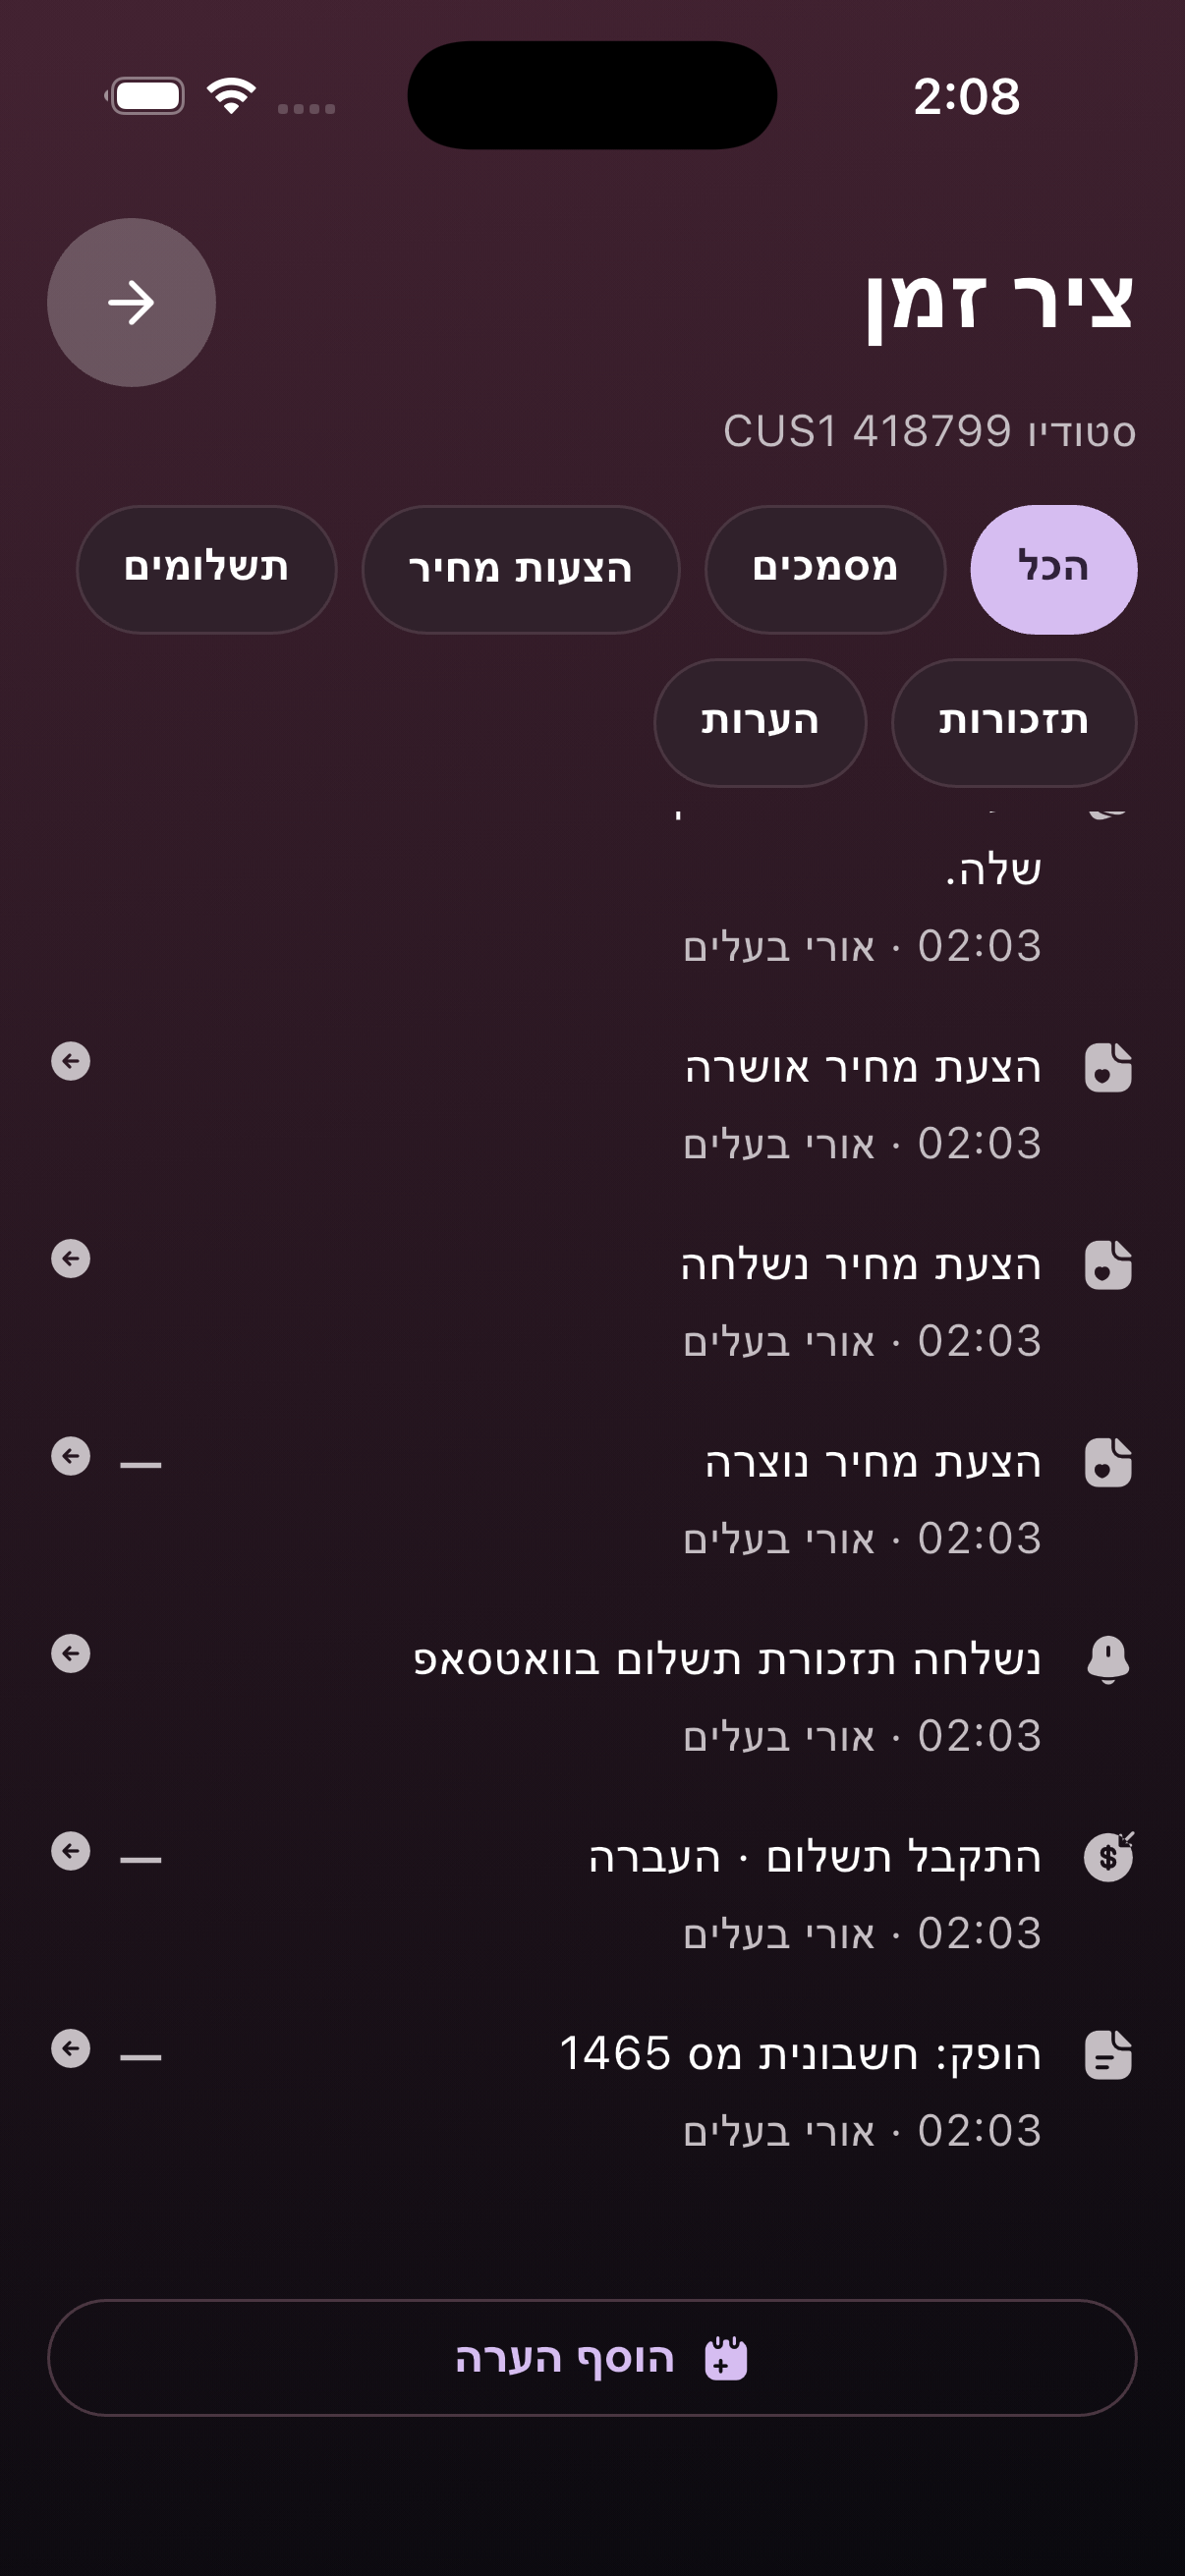 2:08
ציר זמן
סטודיו CUS1 418799
הכל
מסמכים
הצעות מחיר
תשלומים
תזכורות
הערות
שלה.
02:03 · אורי בעלים
הצעת מחיר אושרה
02:03 · אורי בעלים
הצעת מחיר נשלחה
02:03 · אורי בעלים
הצעת מחיר נוצרה
—
02:03 · אורי בעלים
נשלחה תזכורת תשלום בוואטסאפ
02:03 · אורי בעלים
התקבל תשלום · העברה
—
02:03 · אורי בעלים
הופק: חשבונית מס 1465
—
02:03 · אורי בעלים
הוסף הערה